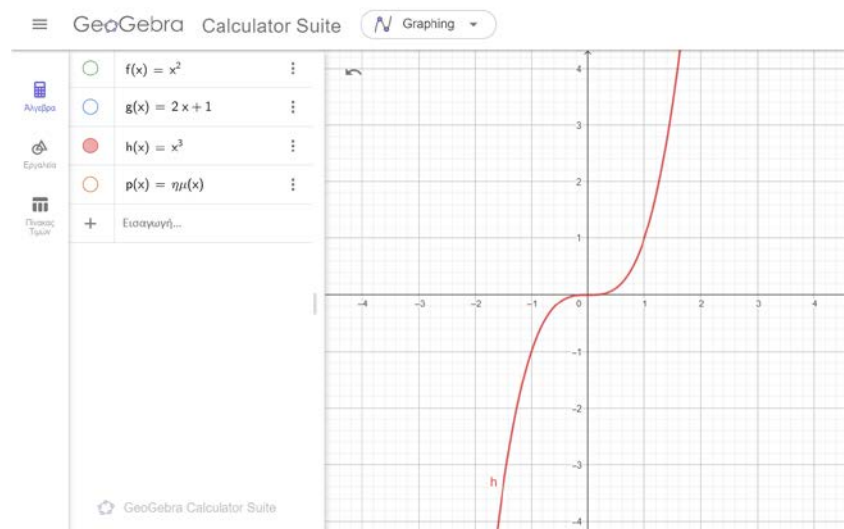 GeoGebra Calculator Suite Graphing
f(x) = x²
g(x) = 2 x + 1
h(x) = x³
p(x) = ημ(x)
+ Εισαγωγή...
Άλγεβρα
Εργαλεία
Πίνακας
Τιμών
GeoGebra Calculator Suite
4
3
2
1
−4 −3 −2 −1 0 1 2 3 4
−1
−2
−3
−4
h